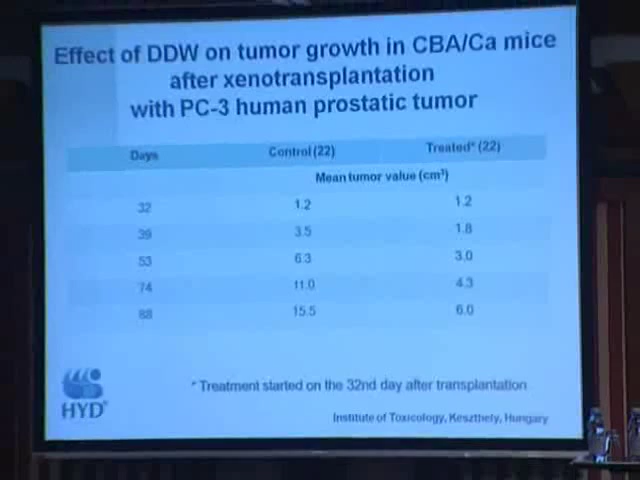 Effect of DDW on tumor growth in CBA/Ca mice
after xenotransplantation
with PC-3 human prostatic tumor
Days Control (22) Treated* (22)
Mean tumor value (cm³)
32 1.2 1.2
39 3.5 1.8
53 6.3 3.0
74 11.0 4.3
88 15.5 6.0
* Treatment started on the 32nd day after transplantation
HYD®
Institute of Toxicology, Keszthely, Hungary